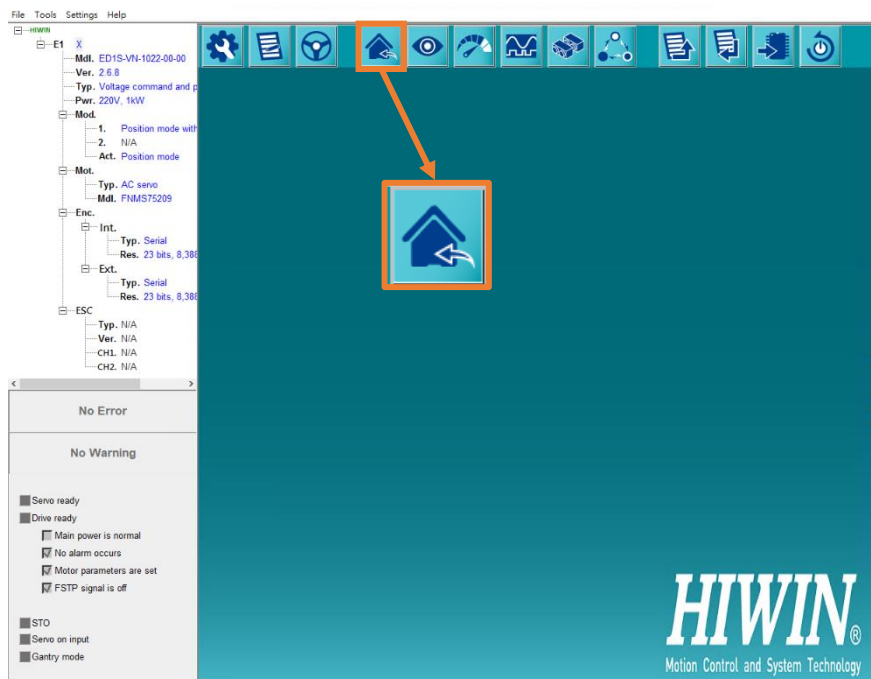 File Tools Settings Help
HIWIN
E1 X
Mdl. ED1S-VN-1022-00-00
Ver. 2.6.8
Typ. Voltage command and p
Pwr. 220V, 1kW
Mod.
1. Position mode with
2. N/A
Act. Position mode
Mot.
Typ. AC servo
Mdl. FNMS75209
Enc.
Int.
Typ. Serial
Res. 23 bits, 8,388
Ext.
Typ. Serial
Res. 23 bits, 8,388
ESC
Typ. N/A
Ver. N/A
CH1. N/A
CH2. N/A
No Error
No Warning
Servo ready
Drive ready
Main power is normal
No alarm occurs
Motor parameters are set
FSTP signal is off
STO
Servo on input
Gantry mode
HIWIN®
Motion Control and System Technology